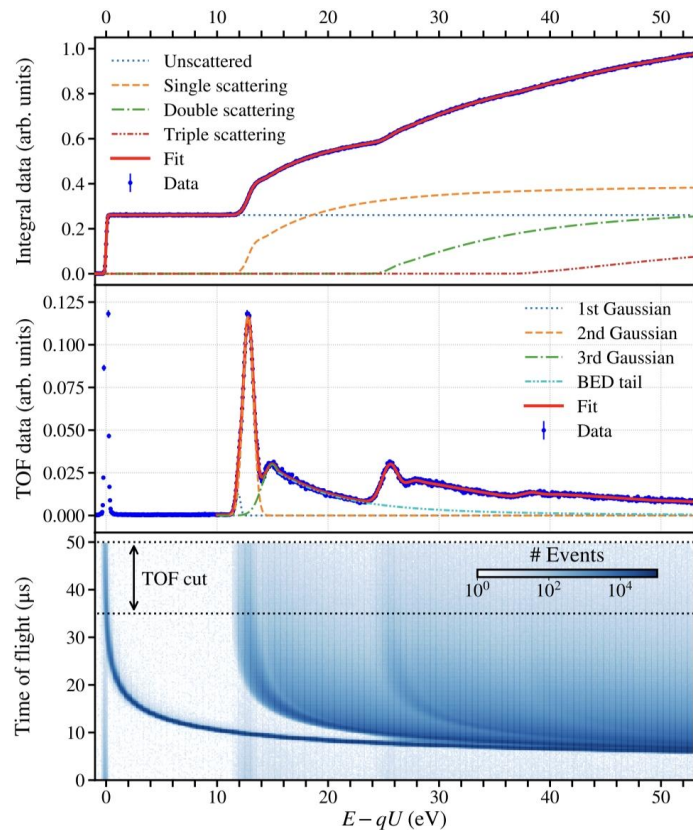 0 10 20 30 40 50
Integral data (arb. units)
1.0
0.8
0.6
0.4
0.2
0.0
Unscattered
Single scattering
Double scattering
Triple scattering
Fit
Data
TOF data (arb. units)
0.125
0.100
0.075
0.050
0.025
0.000
1st Gaussian
2nd Gaussian
3rd Gaussian
BED tail
Fit
Data
Time of flight (μs)
50
40
30
20
10
0
TOF cut
# Events
10⁰ 10² 10⁴
0 10 20 30 40 50
E − qU (eV)